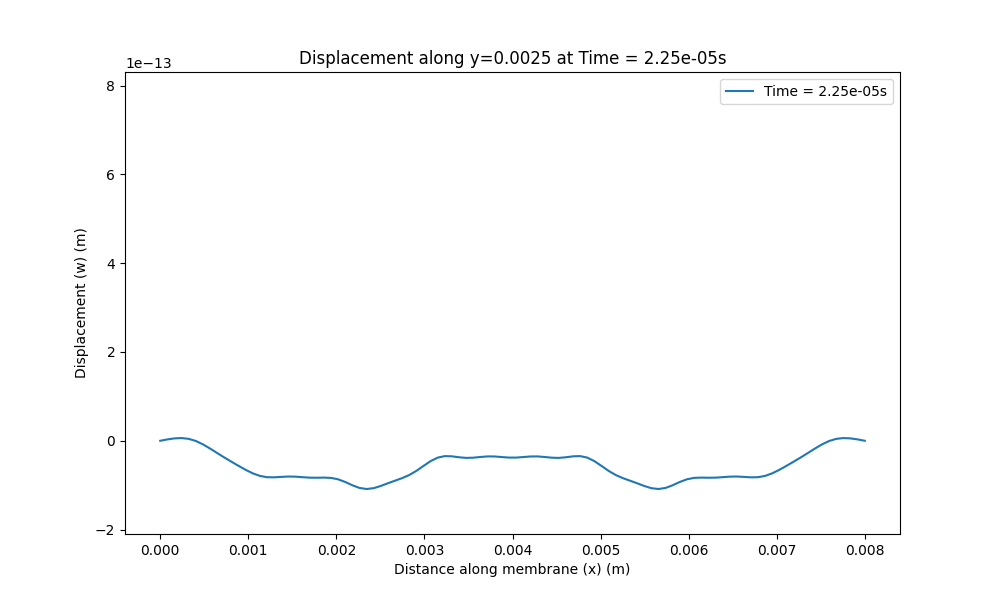 Displacement along y=0.0025 at Time = 2.25e-05s
1e−13
Time = 2.25e-05s
8
6
4
2
0
−2
Displacement (w) (m)
0.000 0.001 0.002 0.003 0.004 0.005 0.006 0.007 0.008
Distance along membrane (x) (m)